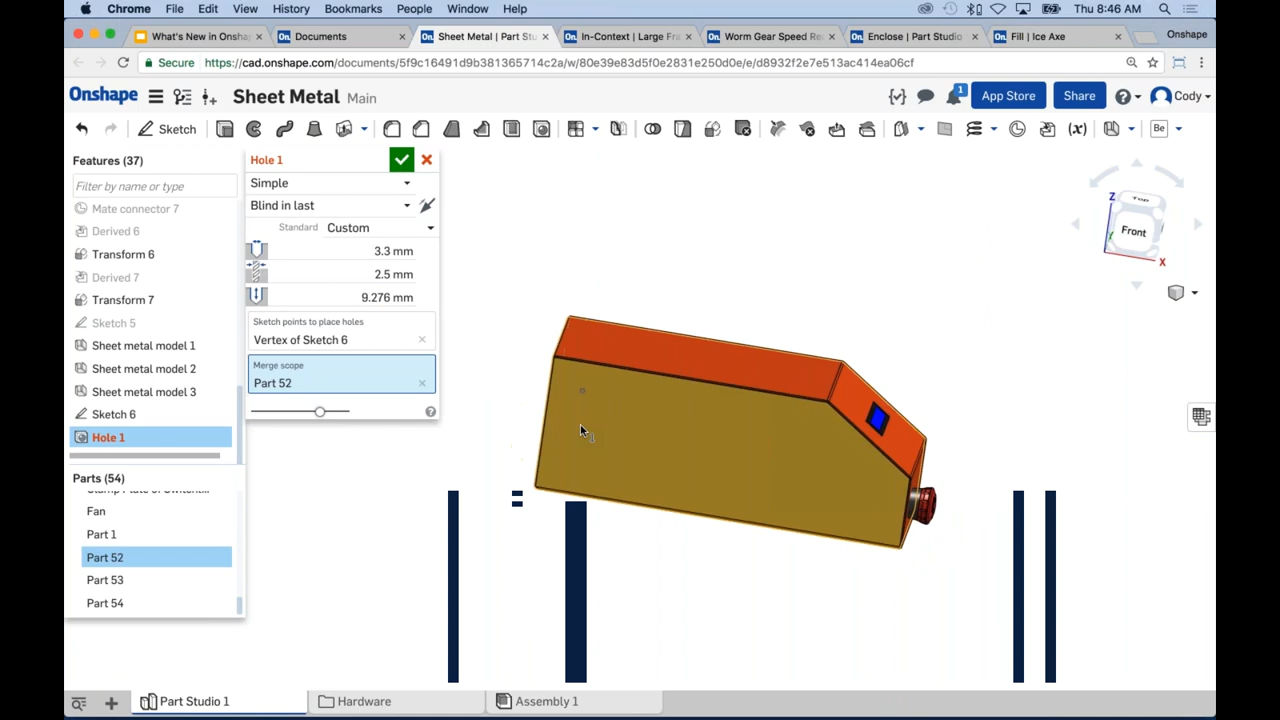 Chrome File Edit View History Bookmarks People Window Help Thu 8:46 AM
What's New in Onsha
Documents
Sheet Metal | Part Stu
In-Context | Large Fra
Worm Gear Speed Re
Enclose | Part Studio
Fill | Ice Axe
Onshape
Secure https://cad.onshape.com/documents/5f9c16491d9b381365714c2a/w/80e39e83d5f0e2831e250d0e/e/d8932f2e7e513ac414ea06cf
Onshape Sheet Metal Main 1 App Store Share Cody
Sketch (x) Be
Features (37)
Filter by name or type
Mate connector 7
Derived 6
Transform 6
Derived 7
Transform 7
Sketch 5
Sheet metal model 1
Sheet metal model 2
Sheet metal model 3
Sketch 6
Hole 1
Parts (54)
Fan
Part 1
Part 52
Part 53
Part 54
Hole 1
Simple
Blind in last
Standard Custom
3.3 mm
2.5 mm
9.276 mm
Sketch points to place holes
Vertex of Sketch 6
Merge scope
Part 52
Z Top
Front
X
Part Studio 1
Hardware
Assembly 1